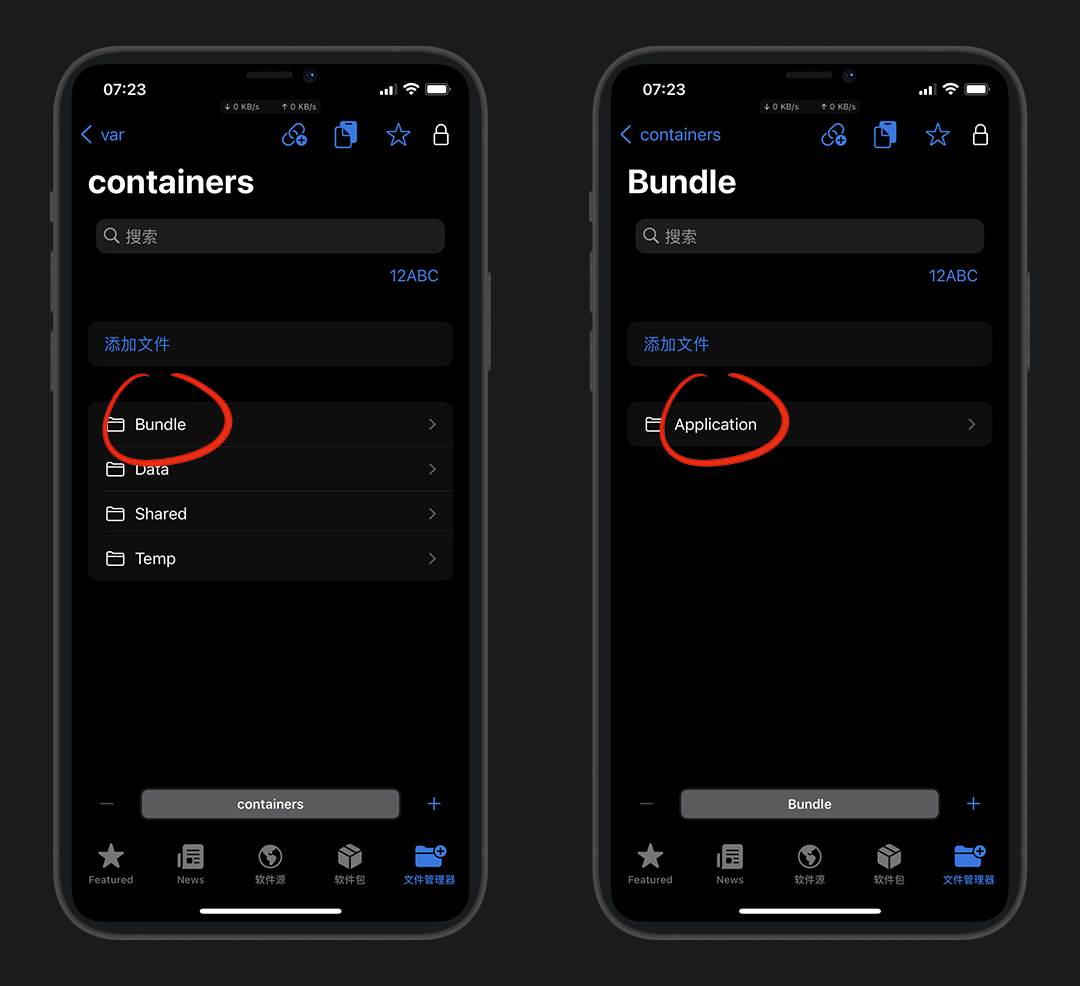 07:23
↓ 0 KB/s ↑ 0 KB/s
var
containers
搜索
12ABC
添加文件
Bundle
Data
Shared
Temp
containers
Featured News 软件源 软件包 文件管理器
07:23
↓ 0 KB/s ↑ 0 KB/s
containers
Bundle
搜索
12ABC
添加文件
Application
Bundle
Featured News 软件源 软件包 文件管理器